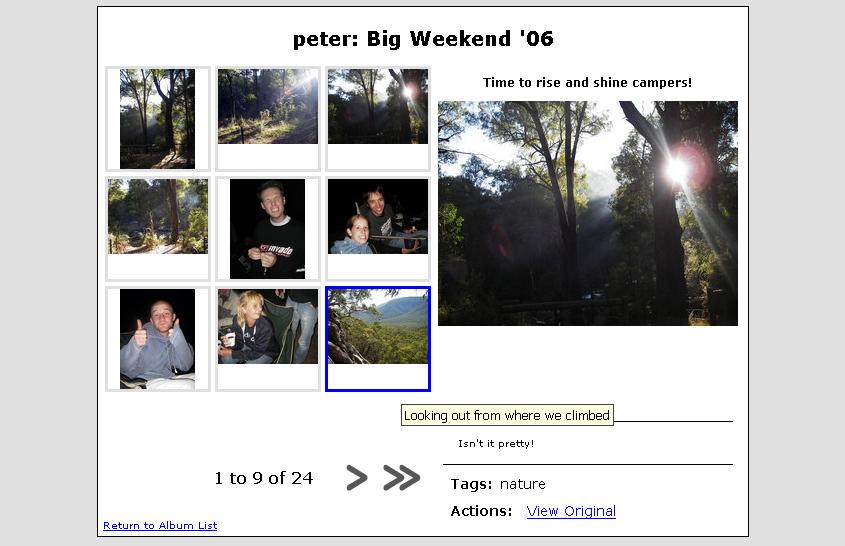 peter: Big Weekend '06
Time to rise and shine campers!
Looking out from where we climbed
Isn't it pretty!
1 to 9 of 24
Tags: nature
Actions: View Original
Return to Album List